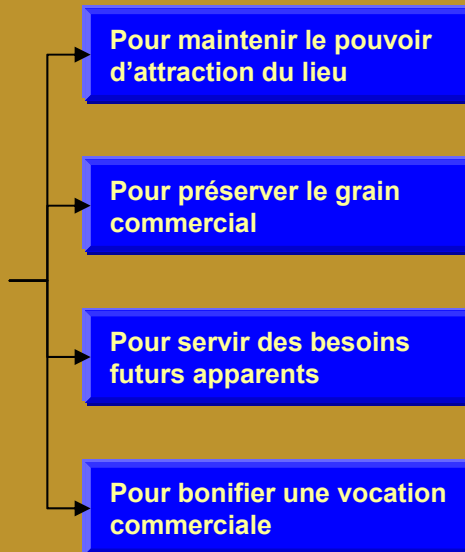 Pour maintenir le pouvoir
d’attraction du lieu
Pour préserver le grain
commercial
Pour servir des besoins
futurs apparents
Pour bonifier une vocation
commerciale